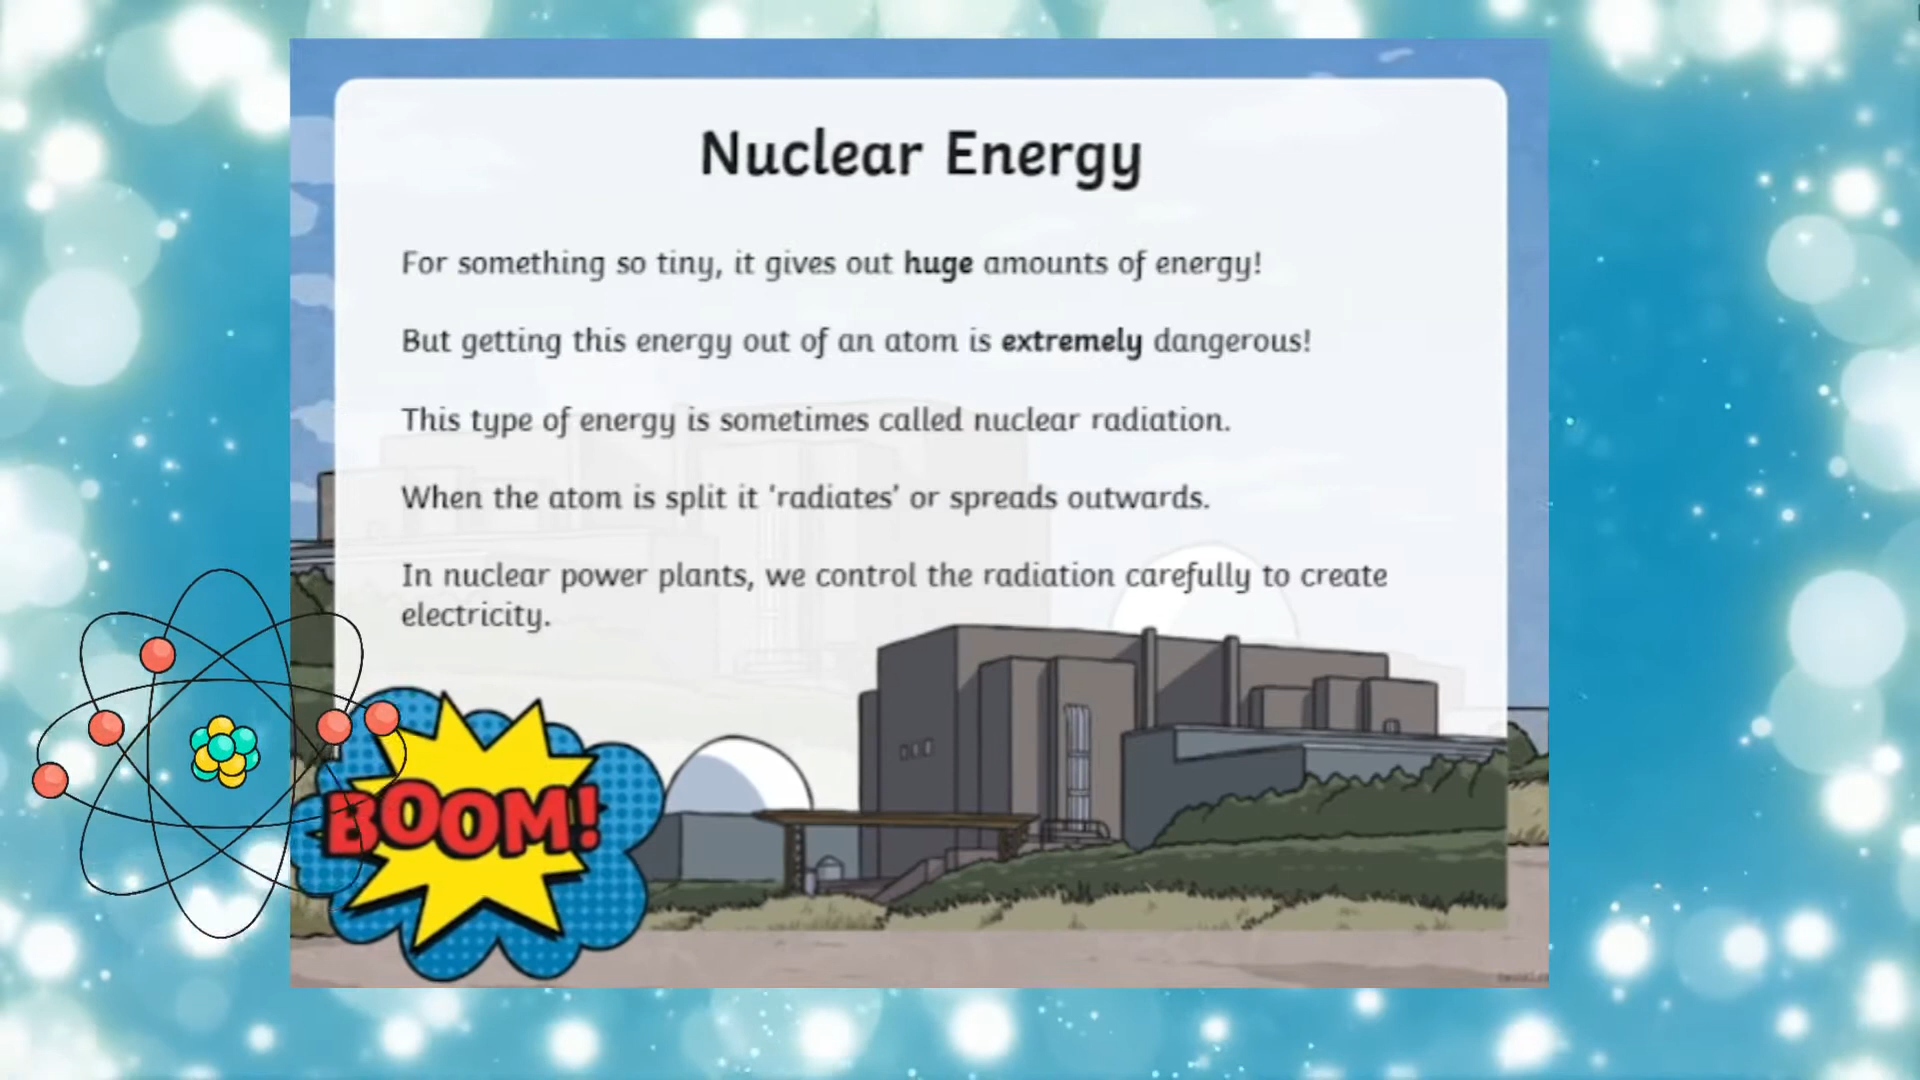 Nuclear Energy
For something so tiny, it gives out huge amounts of energy!
But getting this energy out of an atom is extremely dangerous!
This type of energy is sometimes called nuclear radiation.
When the atom is split it 'radiates' or spreads outwards.
In nuclear power plants, we control the radiation carefully to create
electricity.
BOOM!